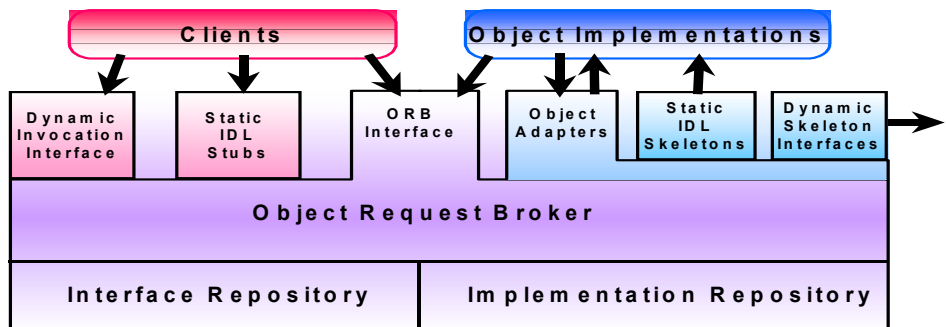 Clients
Object Implementations
Dynamic
Invocation
Interface
Static
IDL
Stubs
ORB
Interface
Object
Adapters
Static
IDL
Skeletons
Dynamic
Skeleton
Interfaces
Object Request Broker
Interface Repository
Implementation Repository